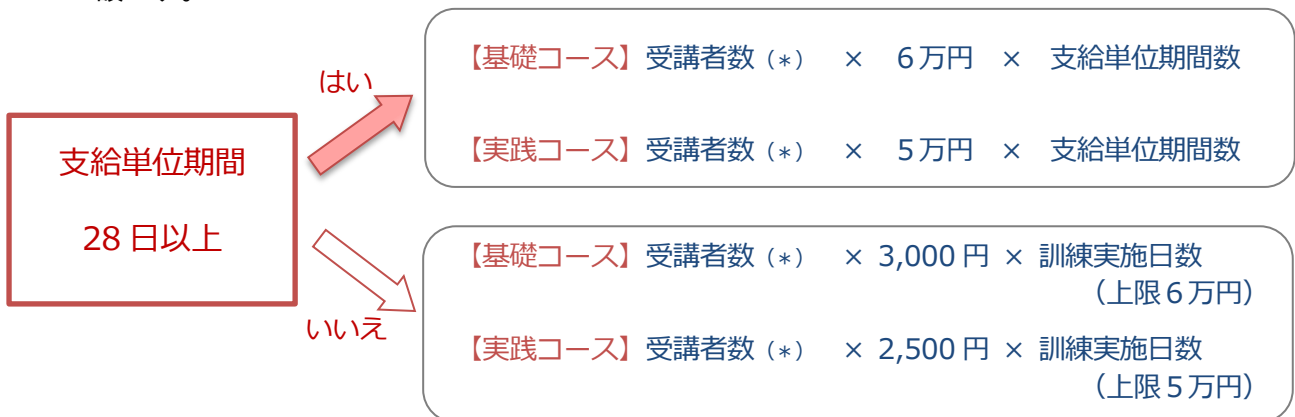 はい
【基礎コース】受講者数（*） × 6万円 × 支給単位期間数
【実践コース】受講者数（*） × 5万円 × 支給単位期間数
支給単位期間
28日以上
いいえ
【基礎コース】受講者数（*） × 3,000円 × 訓練実施日数
（上限6万円）
【実践コース】受講者数（*） × 2,500円 × 訓練実施日数
（上限5万円）